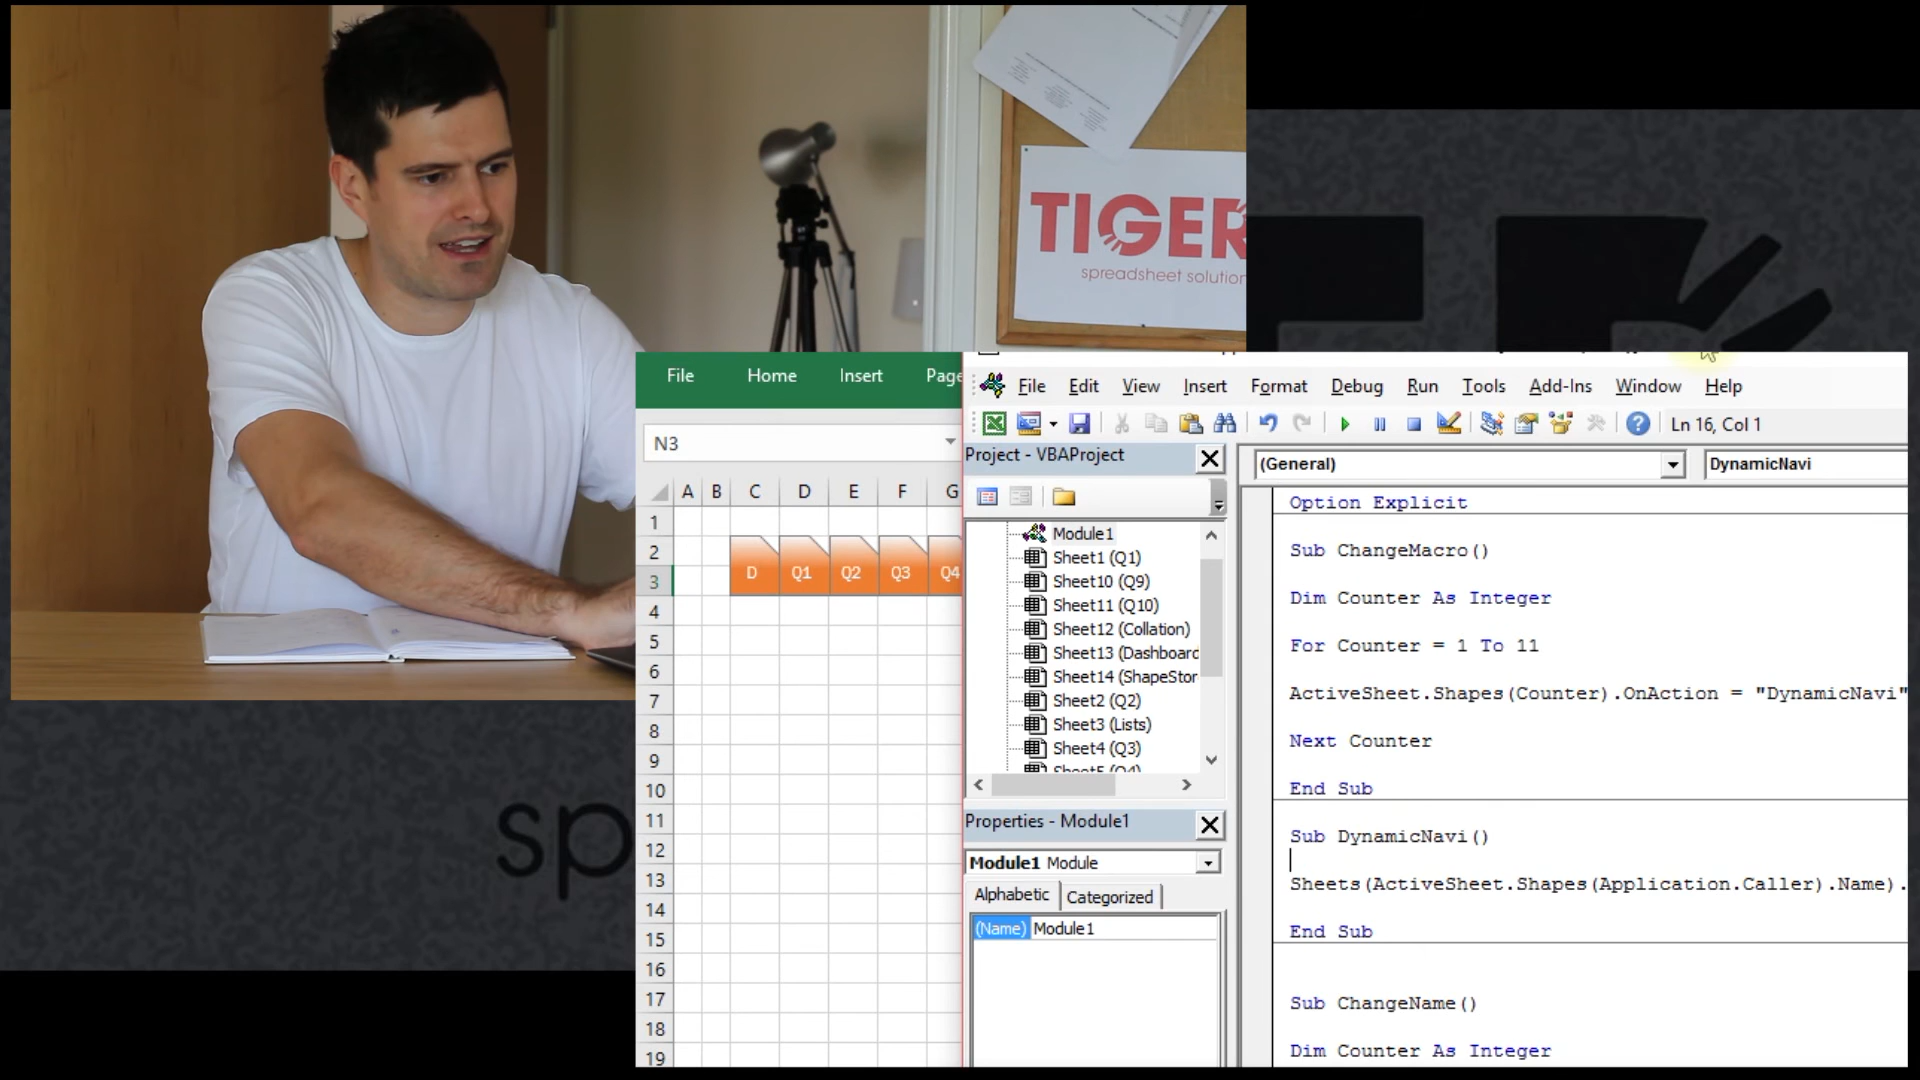 TIGER
spreadsheet solution
sp
File Home Insert Page
N3
A B C D E F G
1
2
3
D Q1 Q2 Q3 Q4
4
5
6
7
8
9
10
11
12
13
14
15
16
17
18
19
File Edit View Insert Format Debug Run Tools Add-Ins Window Help
Ln 16, Col 1
Project - VBAProject
Module1
Sheet1 (Q1)
Sheet10 (Q9)
Sheet11 (Q10)
Sheet12 (Collation)
Sheet13 (Dashboard
Sheet14 (ShapeStor
Sheet2 (Q2)
Sheet3 (Lists)
Sheet4 (Q3)
Sheet5 (Q4)
Properties - Module1
Module1 Module
Alphabetic Categorized
(Name) Module1
(General) DynamicNavi
Option Explicit
Sub ChangeMacro()
Dim Counter As Integer
For Counter = 1 To 11
ActiveSheet.Shapes(Counter).OnAction = "DynamicNavi"
Next Counter
End Sub
Sub DynamicNavi()
Sheets(ActiveSheet.Shapes(Application.Caller).Name).
End Sub
Sub ChangeName()
Dim Counter As Integer